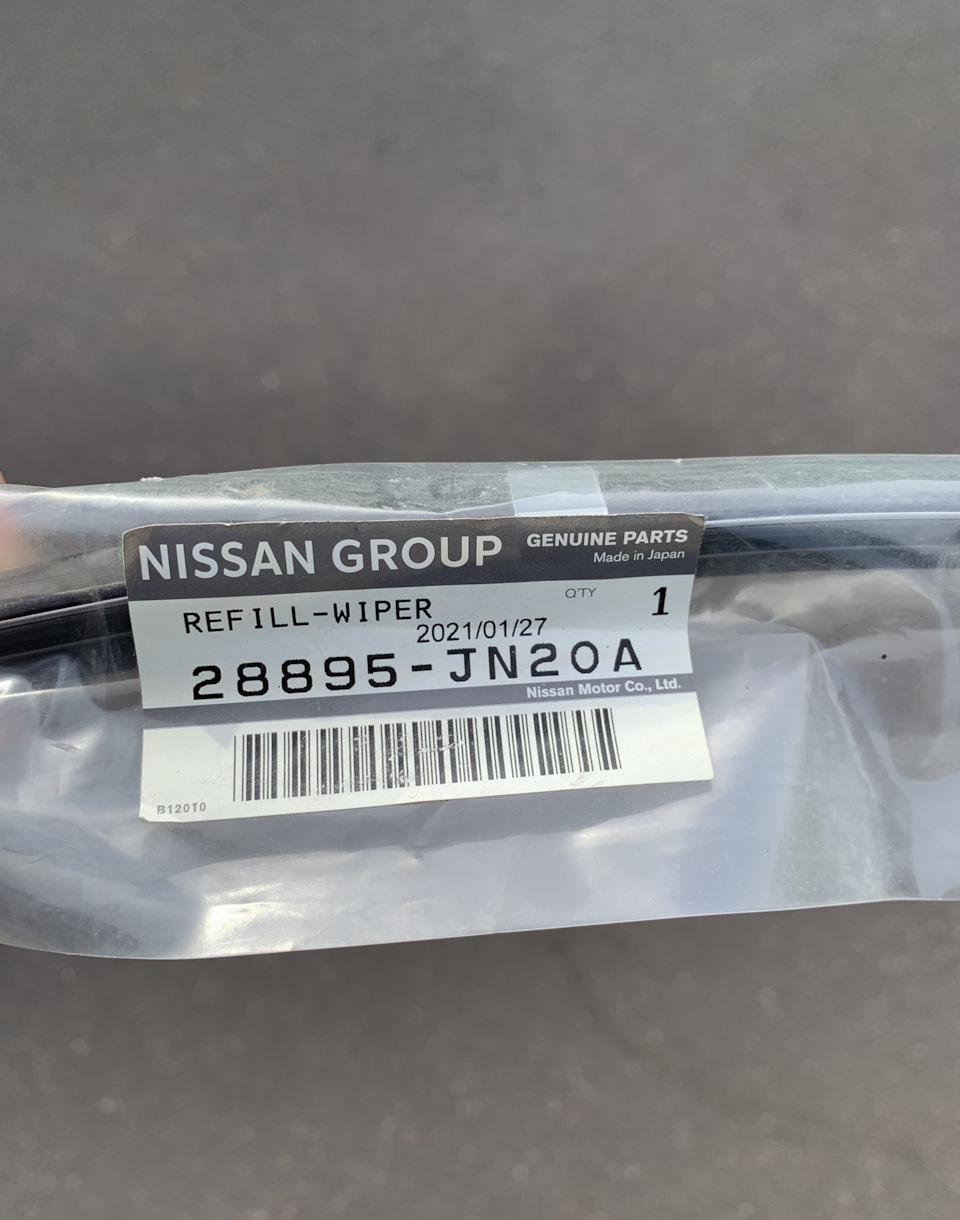 NISSAN GROUP
GENUINE PARTS
Made in Japan
REFILL-WIPER
Q'TY 1
2021/01/27
28895-JN20A
Nissan Motor Co., Ltd.
B12010